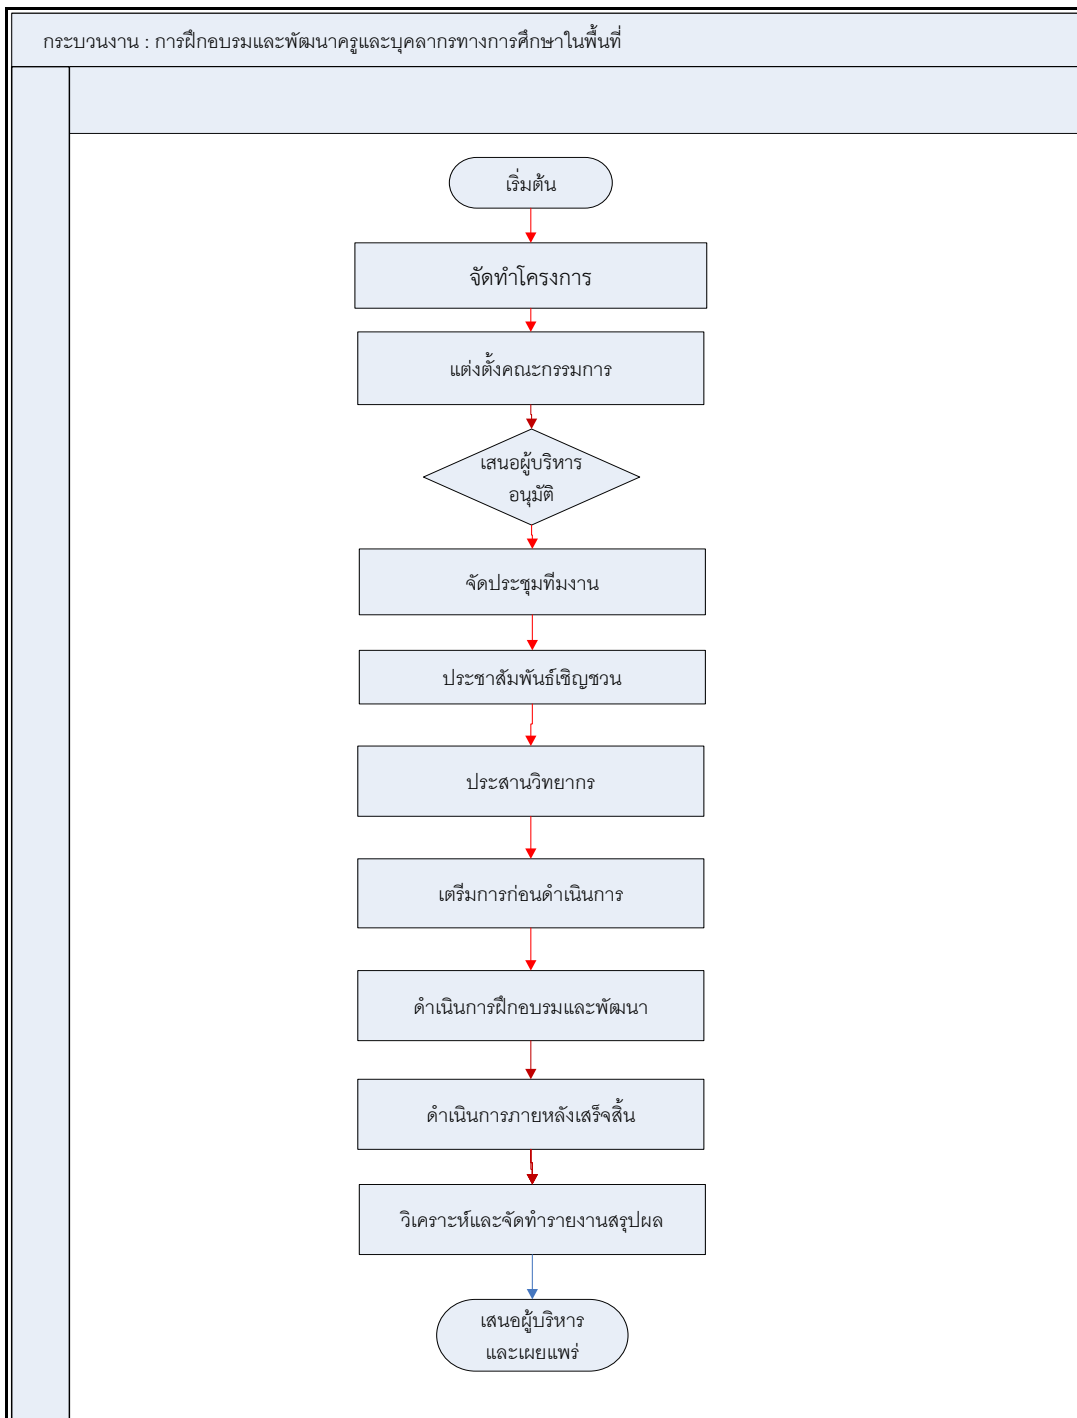 กระบวนงาน : การฝึกอบรมและพัฒนาครูและบุคลากรทางการศึกษาในพื้นที่
เริ่มต้น
จัดทำโครงการ
แต่งตั้งคณะกรรมการ
เสนอผู้บริหาร
อนุมัติ
จัดประชุมทีมงาน
ประชาสัมพันธ์เชิญชวน
ประสานวิทยากร
เตรีมการก่อนดำเนินการ
ดำเนินการฝึกอบรมและพัฒนา
ดำเนินการภายหลังเสร็จสิ้น
วิเคราะห์และจัดทำรายงานสรุปผล
เสนอผู้บริหาร
และเผยแพร่